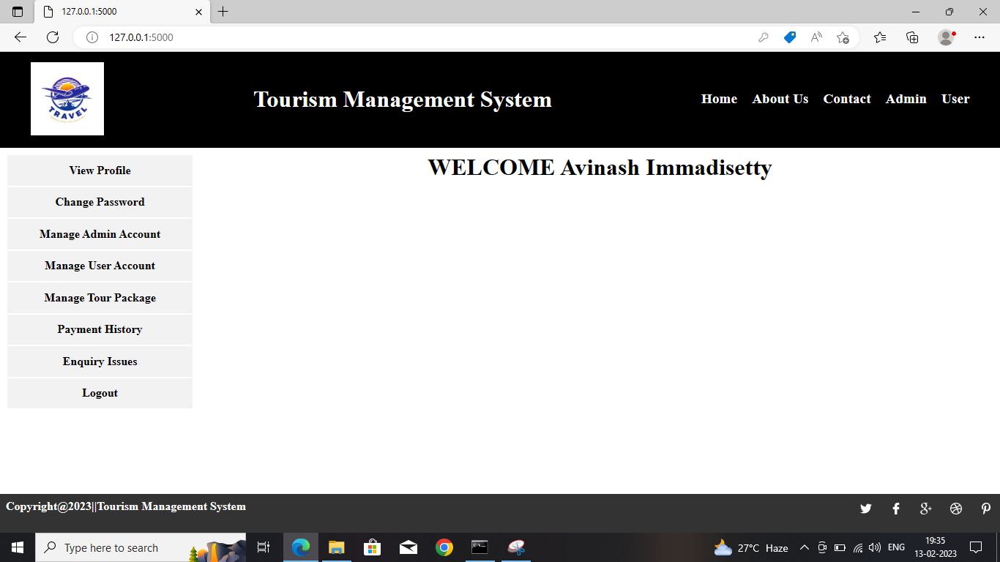 127.0.0.1:5000
127.0.0.1:5000
TRAVEL
Tourism Management System
Home About Us Contact Admin User
View Profile
Change Password
Manage Admin Account
Manage User Account
Manage Tour Package
Payment History
Enquiry Issues
Logout
WELCOME Avinash Immadisetty
Copyright@2023||Tourism Management System
Type here to search
27°C Haze
ENG
19:35
13-02-2023